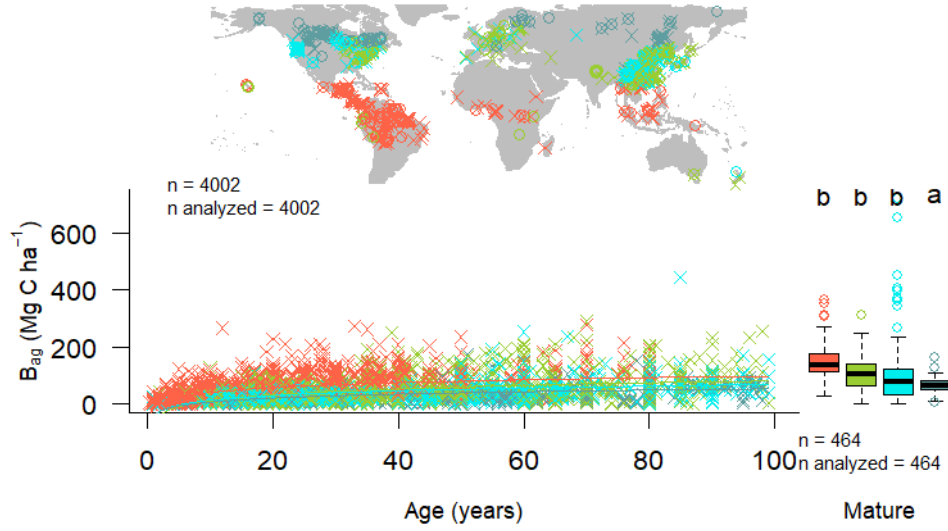 n = 4002
n analyzed = 4002
b b b a
600
400
200
0
B_ag (Mg C ha⁻¹)
0 20 40 60 80 100
n = 464
n analyzed = 464
Age (years)
Mature